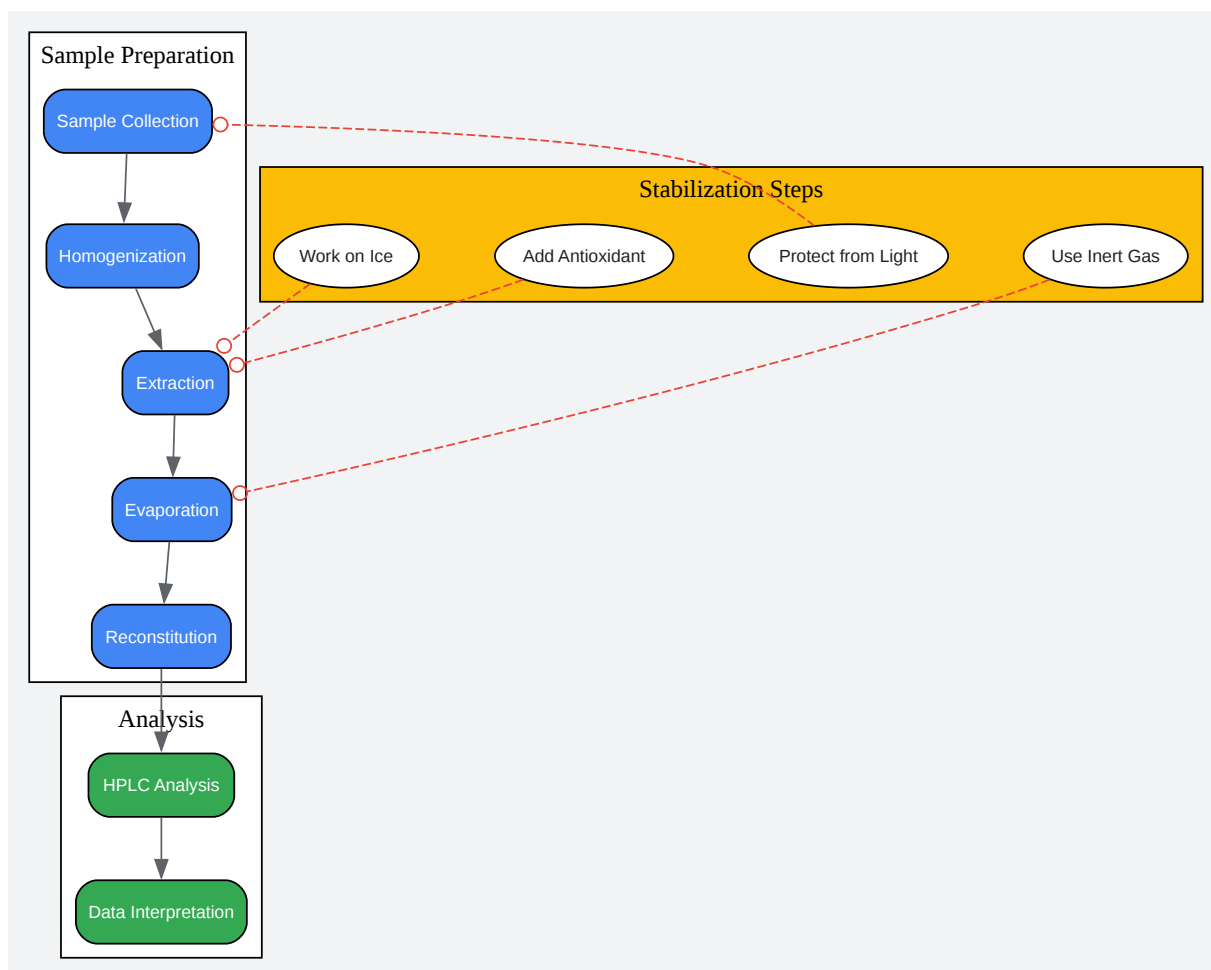 Sample Preparation
Sample Collection
Homogenization
Extraction
Evaporation
Reconstitution
Stabilization Steps
Work on Ice
Add Antioxidant
Protect from Light
Use Inert Gas
Analysis
HPLC Analysis
Data Interpretation